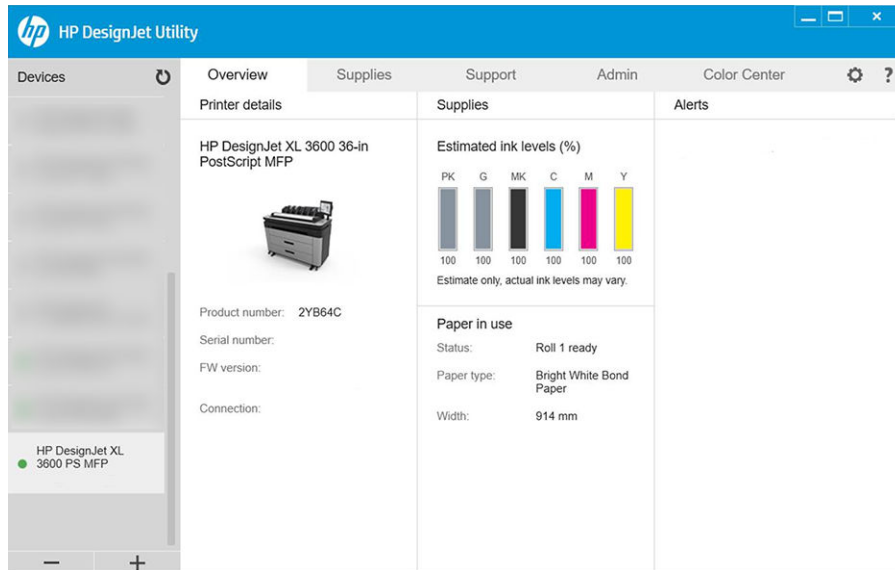 hp HP DesignJet Utility
Devices
Overview Supplies Support Admin Color Center ?
Printer details
Supplies
Alerts
HP DesignJet XL 3600 36-in
PostScript MFP
Product number: 2YB64C
Serial number:
FW version:
Connection:
Estimated ink levels (%)
PK G MK C M Y
100 100 100 100 100 100
Estimate only, actual ink levels may vary.
Paper in use
Status: Roll 1 ready
Paper type: Bright White Bond
Paper
Width: 914 mm
HP DesignJet XL
3600 PS MFP